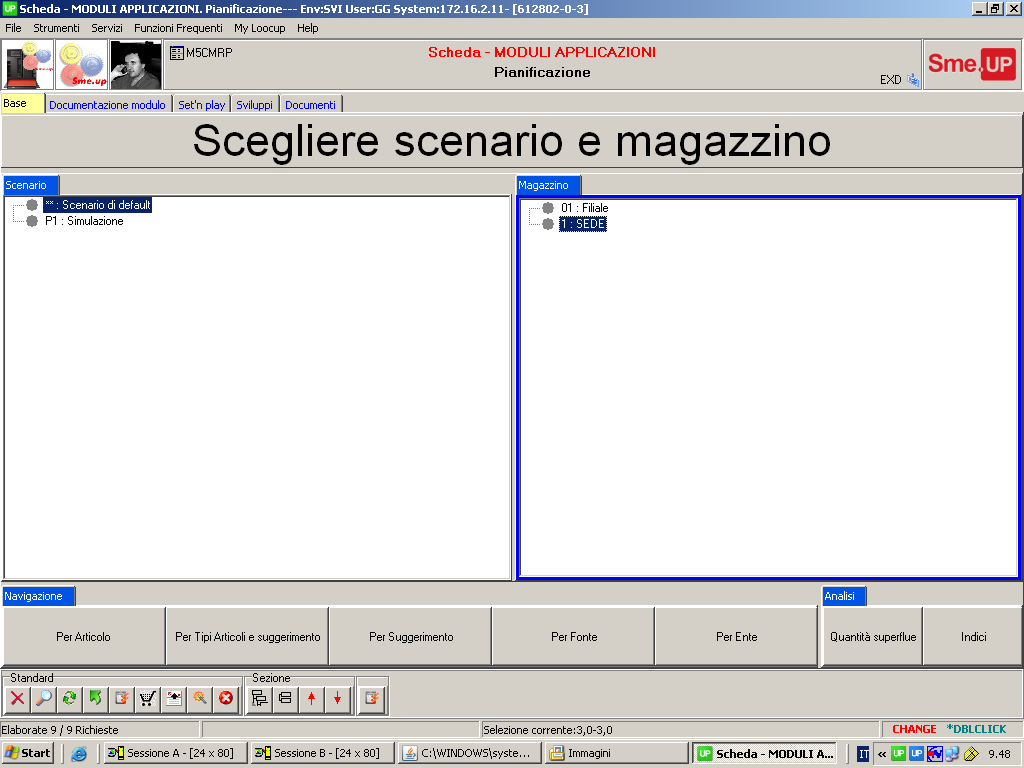 Scheda - MODULI APPLICAZIONI. Pianificazione--- Env:SVI User:GG System:172.16.2.11- [612802-0-3]
File Strumenti Servizi Funzioni Frequenti My Loocup Help
Sme.up
M5CMRP
Scheda - MODULI APPLICAZIONI
Pianificazione
EXD
Sme.UP
Base Documentazione modulo Set'n play Sviluppi Documenti
Scegliere scenario e magazzino
Scenario
** : Scenario di default
P1 : Simulazione
Magazzino
01 : Filiale
1 : SEDE
Navigazione
Per Articolo Per Tipi Articoli e suggerimento Per Suggerimento Per Fonte Per Ente
Analisi
Quantità superflue Indici
Standard Sezione
Elaborate 9 / 9 Richieste Selezione corrente:3,0-3,0 CHANGE *DBLCLICK
Start Sessione A - [24 x 80] Sessione B - [24 x 80] C:\WINDOWS\syste... Immagini UP Scheda - MODULI A... IT « UP UP 9.48